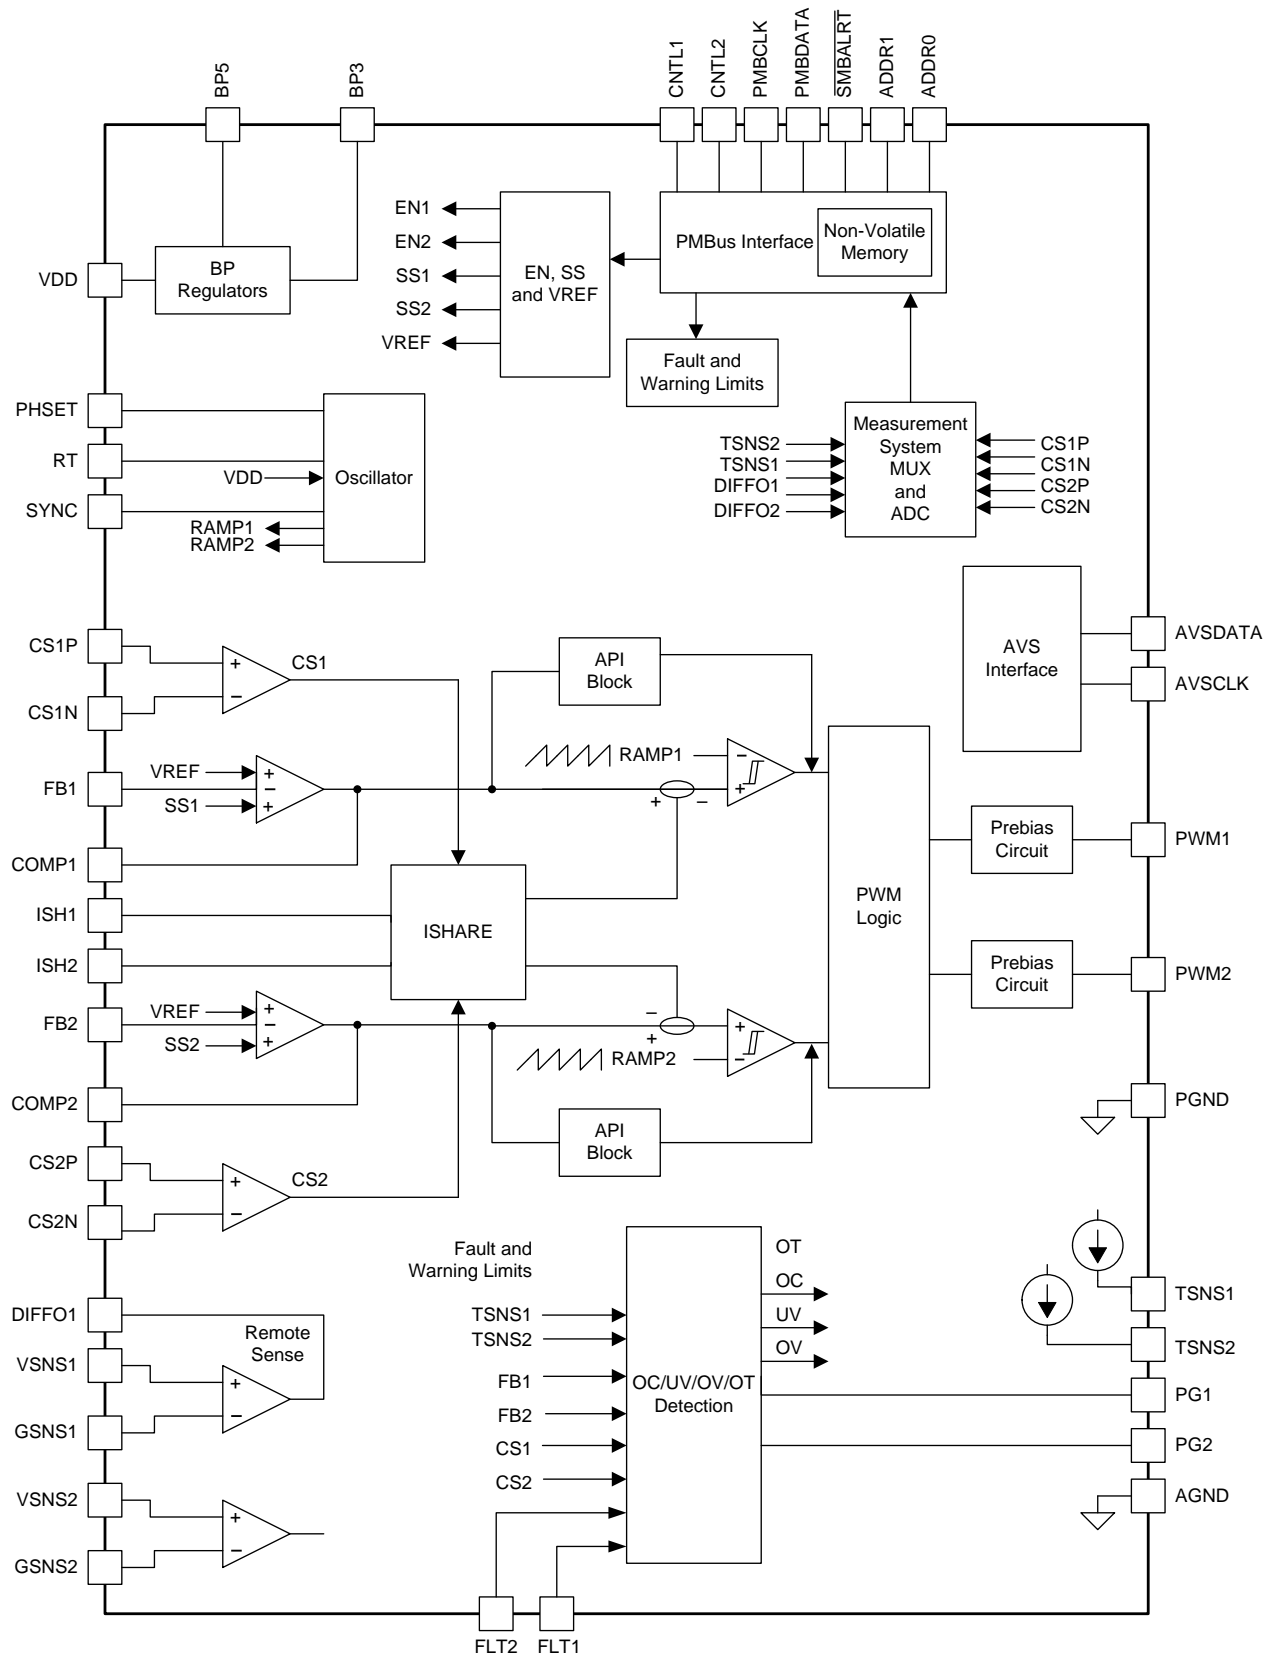 BP5
BP3
CNTL1
CNTL2
PMBCLK
PMBDATA
SMBALRT
ADDR1
ADDR0
VDD
BP
Regulators
EN1
EN2
SS1
SS2
VREF
EN, SS
and VREF
PMBus Interface
Non-Volatile
Memory
Fault and
Warning Limits
PHSET
RT
SYNC
VDD
RAMP1
RAMP2
Oscillator
TSNS2
TSNS1
DIFFO1
DIFFO2
Measurement
System
MUX
and
ADC
CS1P
CS1N
CS2P
CS2N
AVS
Interface
AVSDATA
AVSCLK
CS1P
CS1N
+
−
CS1
API
Block
FB1
VREF
SS1
+
−
+
RAMP1
−
+
+
−
COMP1
ISH1
ISH2
ISHARE
PWM
Logic
Prebias
Circuit
PWM1
Prebias
Circuit
PWM2
FB2
VREF
SS2
+
−
+
−
+
RAMP2
+
−
COMP2
API
Block
PGND
CS2P
CS2N
+
−
CS2
Fault and
Warning Limits
TSNS1
TSNS2
FB1
FB2
CS1
CS2
OC/UV/OV/OT
Detection
OT
OC
UV
OV
TSNS1
TSNS2
PG1
PG2
AGND
DIFFO1
VSNS1
GSNS1
Remote
Sense
+
−
VSNS2
GSNS2
+
−
FLT2
FLT1